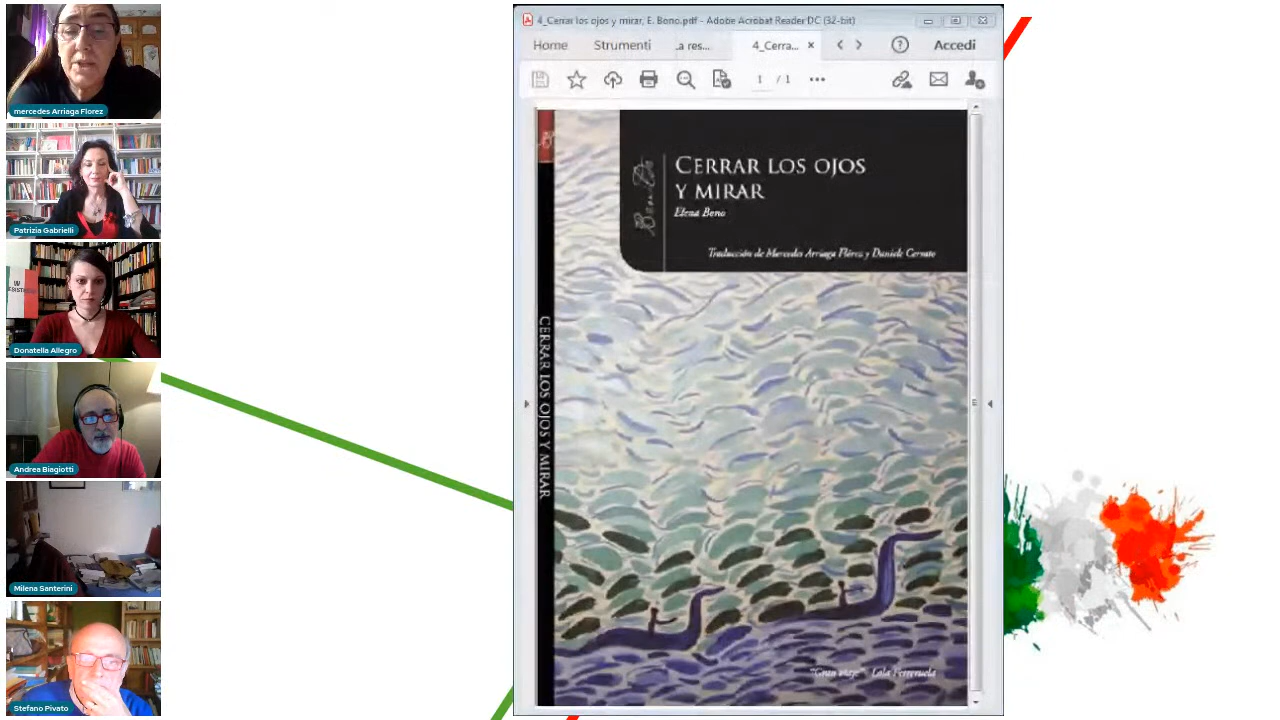 mercedes Arriaga Florez
Patrizia Gabrielli
Donatella Allegro
Andrea Biagiotti
Milena Santerini
Stefano Pivato
4_Cerrar los ojos y mirar, E. Bono.pdf - Adobe Acrobat Reader DC (32-bit)
Home Strumenti ..a res... 4_Cerra... × Accedi
1 / 1
CERRAR LOS OJOS
Y MIRAR
Elena Bono
Traducción de Mercedes Arriaga Flórez y Daniele Cerrato
CERRAR LOS OJOS Y MIRAR
"Gran viaje"